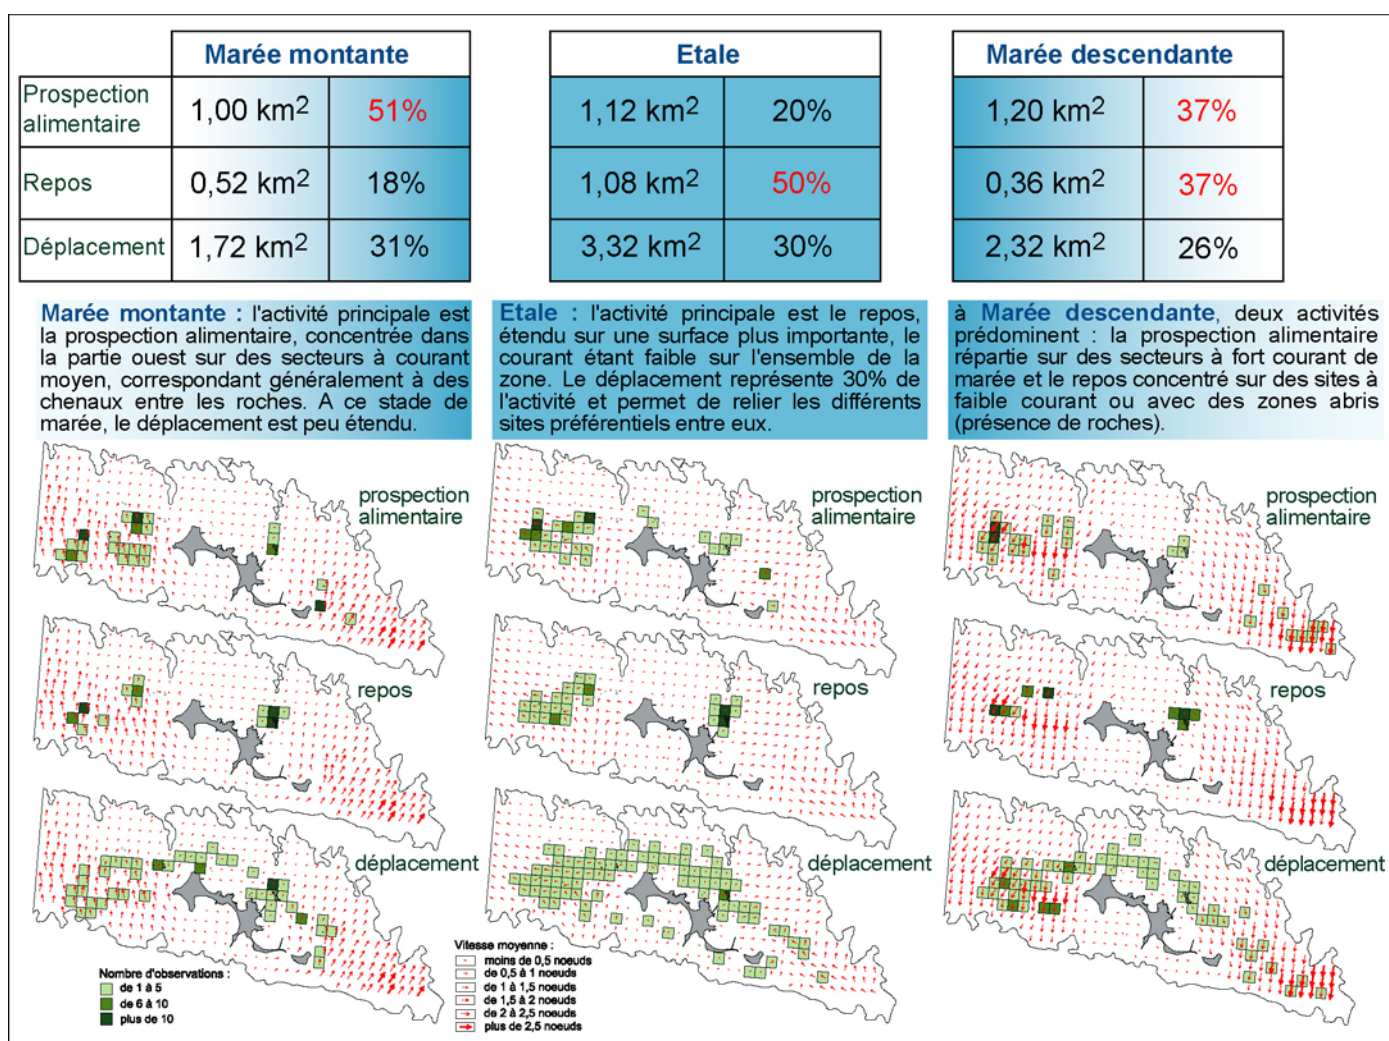 Marée montante
Etale
Marée descendante
Prospection
alimentaire
1,00 km2
51%
1,12 km2
20%
1,20 km2
37%
Repos
0,52 km2
18%
1,08 km2
50%
0,36 km2
37%
Déplacement
1,72 km2
31%
3,32 km2
30%
2,32 km2
26%
Marée montante : l'activité principale est
la prospection alimentaire, concentrée dans
la partie ouest sur des secteurs à courant
moyen, correspondant généralement à des
chenaux entre les roches. A ce stade de
marée, le déplacement est peu étendu.
Etale : l'activité principale est le repos,
étendu sur une surface plus importante, le
courant étant faible sur l'ensemble de la
zone. Le déplacement représente 30% de
l'activité et permet de relier les différents
sites préférentiels entre eux.
à Marée descendante, deux activités
prédominent : la prospection alimentaire
répartie sur des secteurs à fort courant de
marée et le repos concentré sur des sites à
faible courant ou avec des zones abris
(présence de roches).
prospection
alimentaire
prospection
alimentaire
prospection
alimentaire
repos
repos
repos
déplacement
déplacement
déplacement
Nombre d'observations :
de 1 à 5
de 6 à 10
plus de 10
Vitesse moyenne :
moins de 0,5 noeuds
de 0,5 à 1 noeuds
de 1 à 1,5 noeuds
de 1,5 à 2 noeuds
de 2 à 2,5 noeuds
plus de 2,5 noeuds